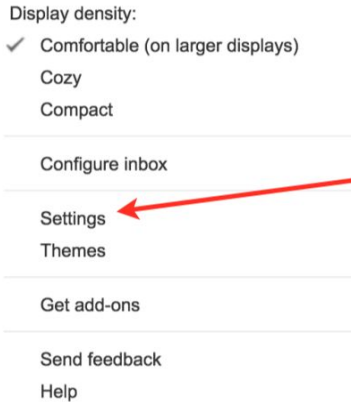 Display density:
Comfortable (on larger displays)
Cozy
Compact
Configure inbox
Settings
Themes
Get add-ons
Send feedback
Help